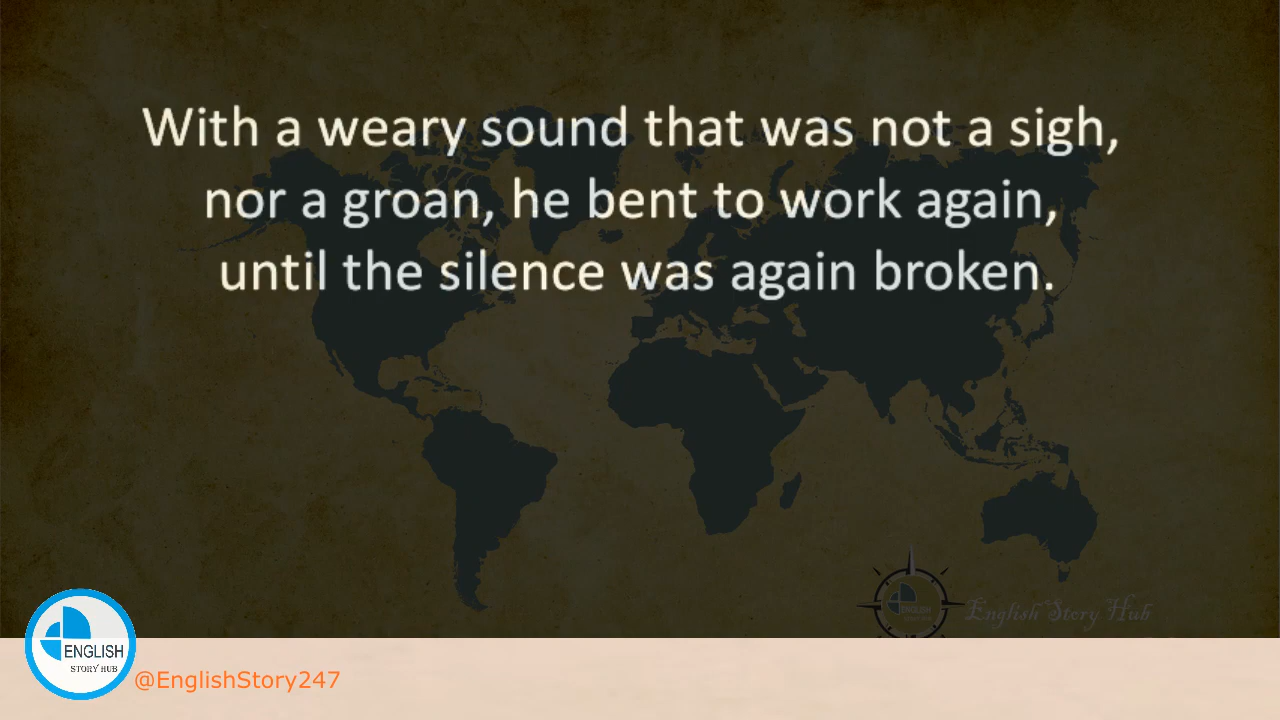 With a weary sound that was not a sigh,
nor a groan, he bent to work again,
until the silence was again broken.
English Story Hub
ENGLISH
ENGLISH
STORY HUB
@EnglishStory247